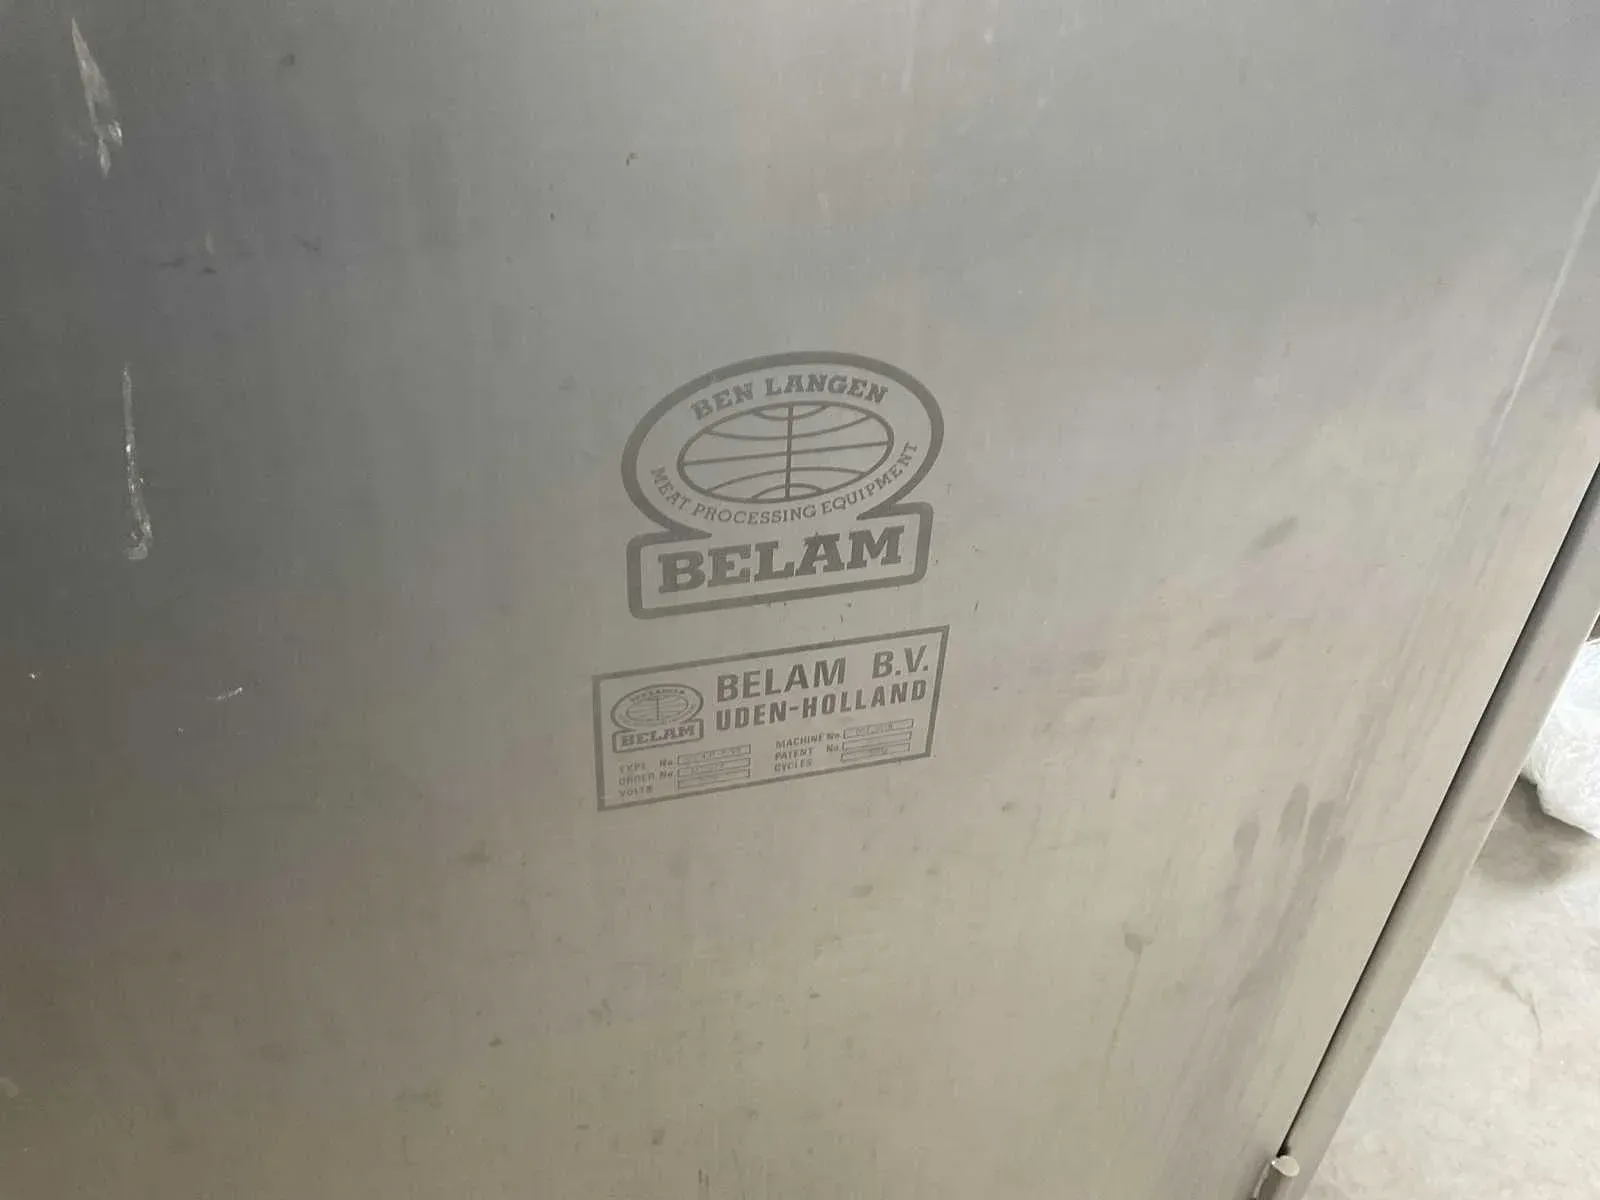 BEN LANGEN
MEAT PROCESSING EQUIPMENT
BELAM
BELAM B.V.
UDEN-HOLLAND
BELAM
TYPE No.
ORDER No.
VOLTS
MACHINE No.
PATENT No.
CYCLES